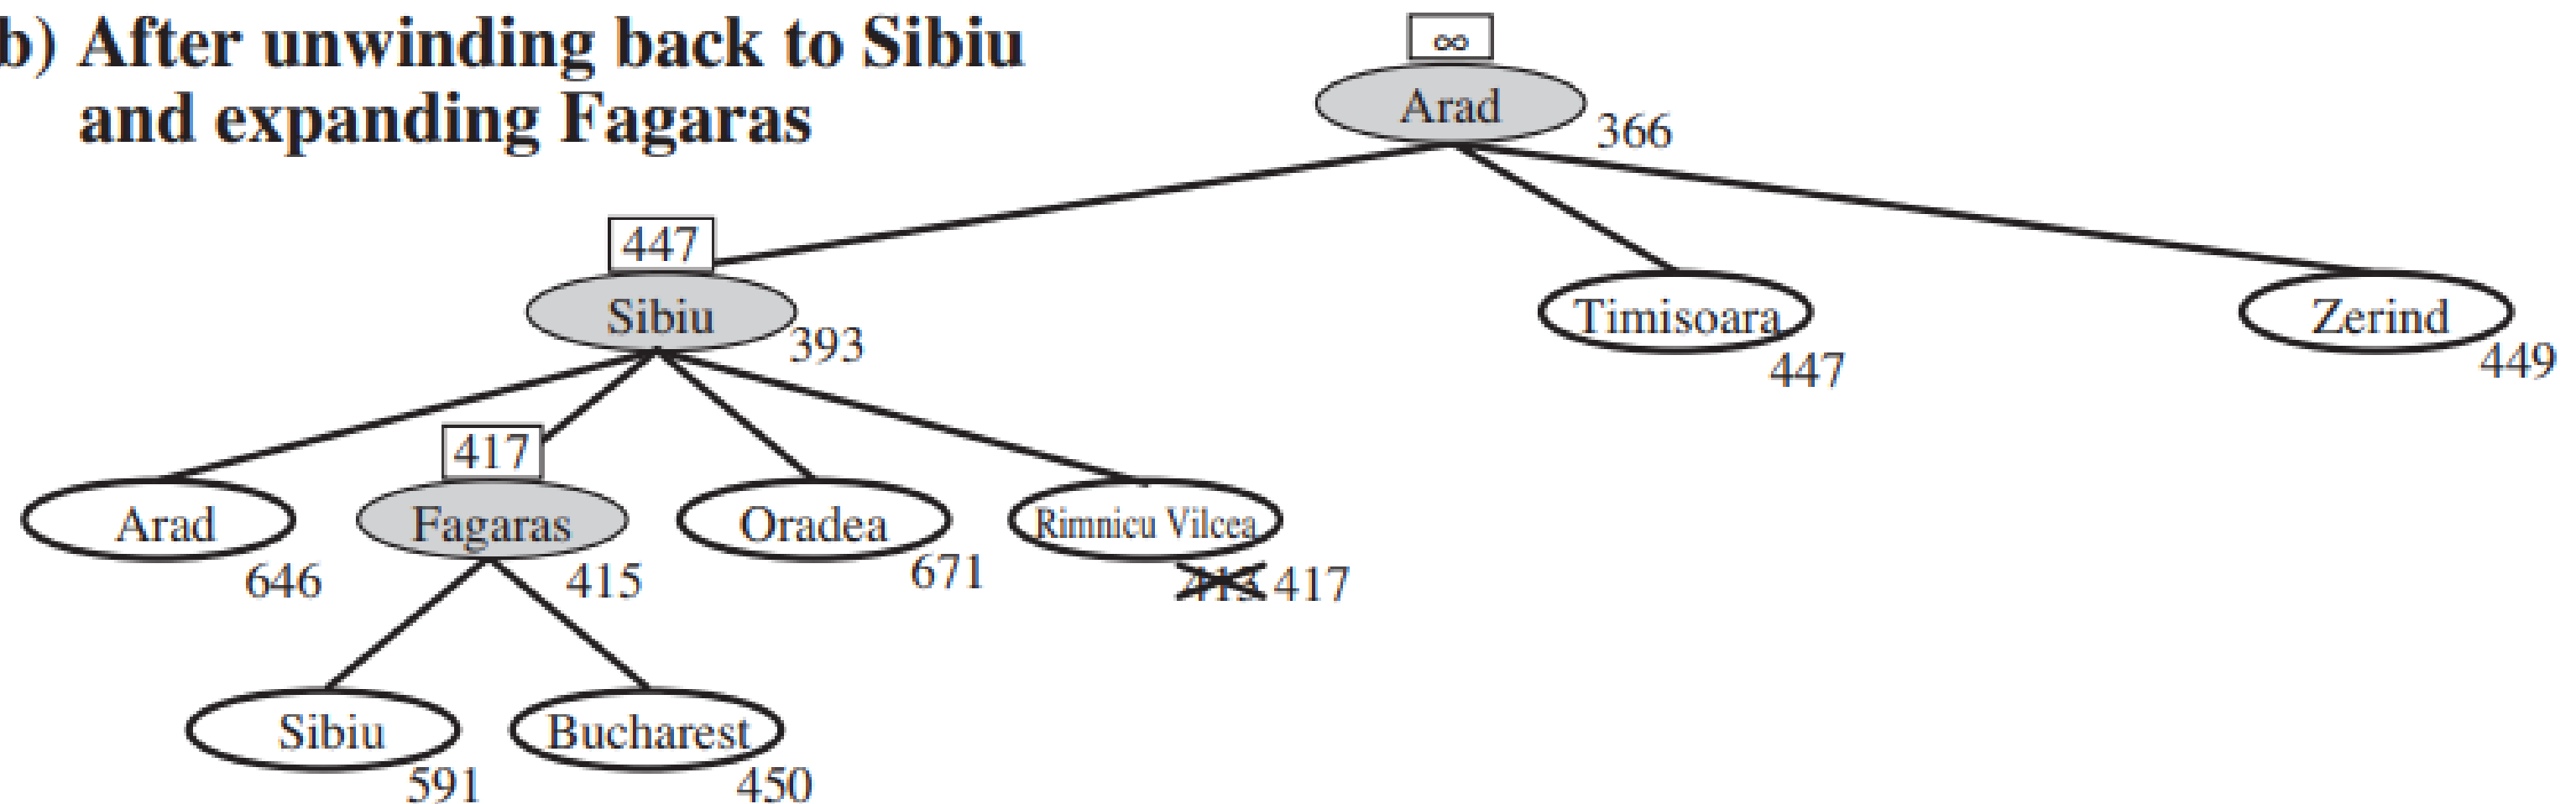 b) After unwinding back to Sibiu
and expanding Fagaras
∞
Arad
366
447
Sibiu
393
Timisoara
447
Zerind
449
417
Arad
646
Fagaras
415
Oradea
671
Rimnicu Vilcea
413 417
Sibiu
591
Bucharest
450